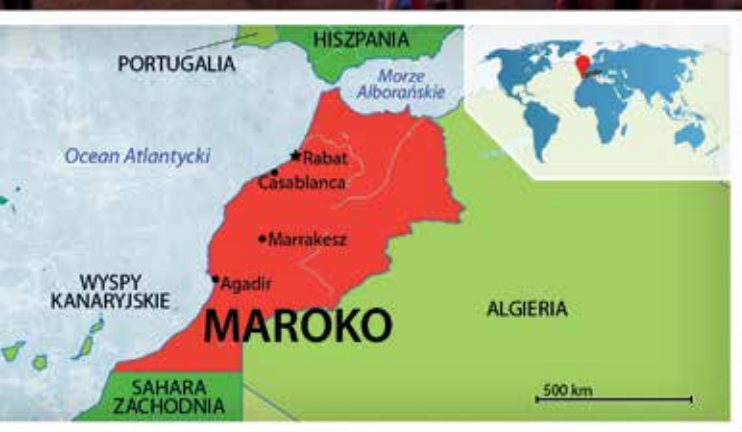 HISZPANIA
PORTUGALIA
Morze
Alborańskie
Ocean Atlantycki
Rabat
Casablanca
Marrakesz
WYSPY
KANARYJSKIE
Agadir
ALGIERIA
MAROKO
SAHARA
ZACHODNIA
500 km